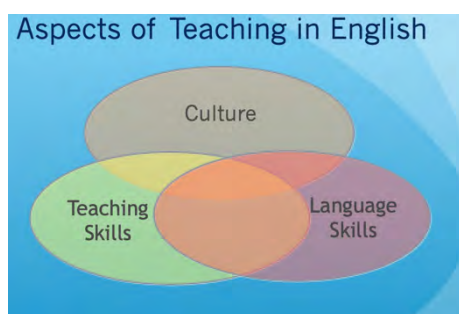 Aspects of Teaching in English
Culture
Teaching
Skills
Language
Skills